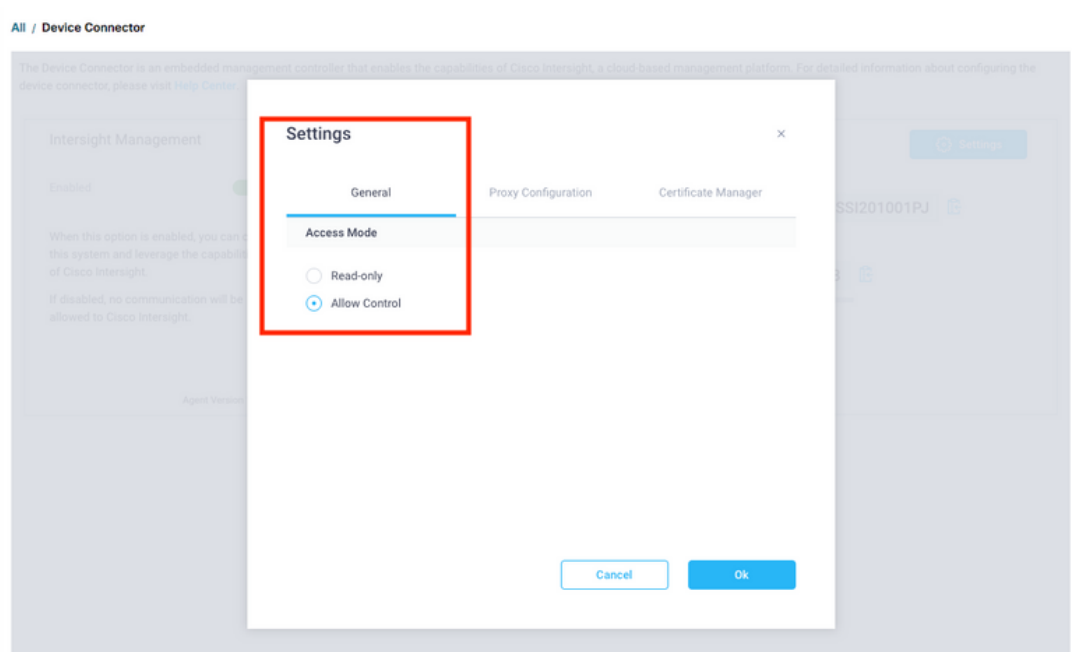 All / Device Connector
The Device Connector is an embedded management controller that enables the capabilities of Cisco Intersight, a cloud-based management platform. For detailed information about configuring the
device connector, please visit Help Center.
Settings
×
Intersight Management
Settings
General
Proxy Configuration
Certificate Manager
Enabled
SSI201001PJ
Access Mode
When this option is enabled, you can
this system and leverage the
of Cisco Intersight.
Read-only
If disabled, no communication will be
allowed to Cisco Intersight.
Allow Control
Agent Version
Cancel
Ok